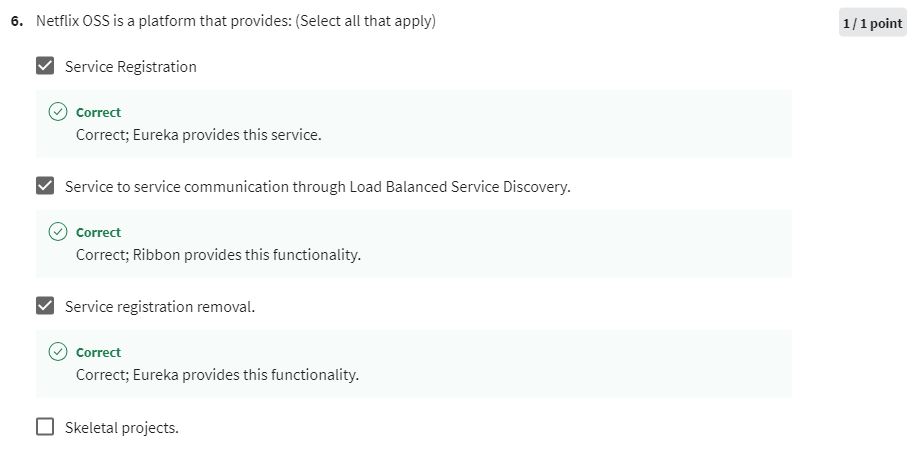 6. Netflix OSS is a platform that provides: (Select all that apply)
1 / 1 point
Service Registration
Correct
Correct; Eureka provides this service.
Service to service communication through Load Balanced Service Discovery.
Correct
Correct; Ribbon provides this functionality.
Service registration removal.
Correct
Correct; Eureka provides this functionality.
Skeletal projects.